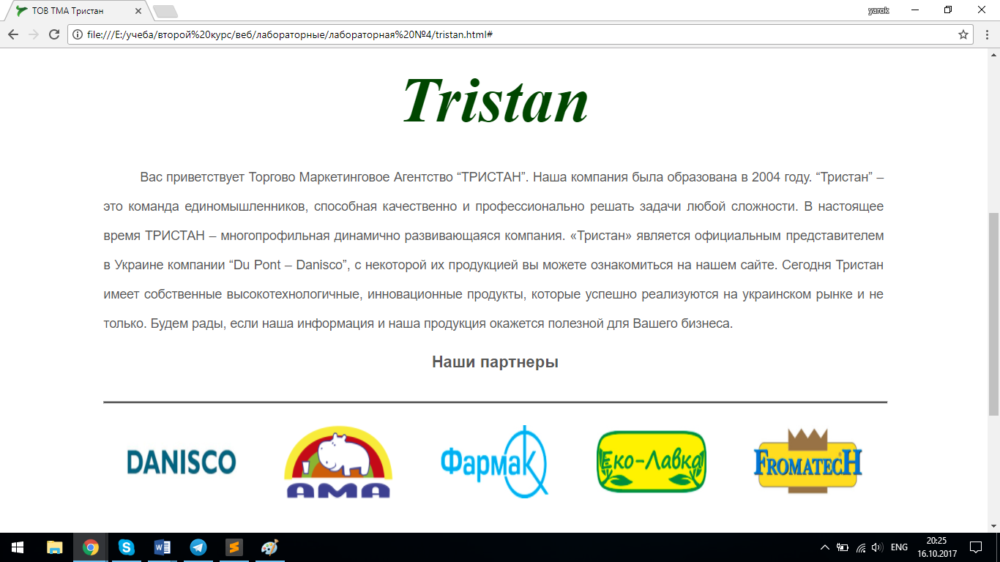 ТОВ ТМА Тристан
yarok
file:///E:/учеба/второй%20курс/веб/лабораторные/лабораторная%20№4/tristan.html#
Tristan
Вас приветствует Торгово Маркетинговое Агентство “ТРИСТАН”. Наша компания была образована в 2004 году. “Тристан” –
это команда единомышленников, способная качественно и профессионально решать задачи любой сложности. В настоящее
время ТРИСТАН – многопрофильная динамично развивающаяся компания. «Тристан» является официальным представителем
в Украине компании “Du Pont – Danisco”, с некоторой их продукцией вы можете ознакомиться на нашем сайте. Сегодня Тристан
имеет собственные высокотехнологичные, инновационные продукты, которые успешно реализуются на украинском рынке и не
только. Будем рады, если наша информация и наша продукция окажется полезной для Вашего бизнеса.
Наши партнеры
DANISCO
АМА
Фармак
Еко-Лавка
FROMATECH®
ENG
20:25
16.10.2017